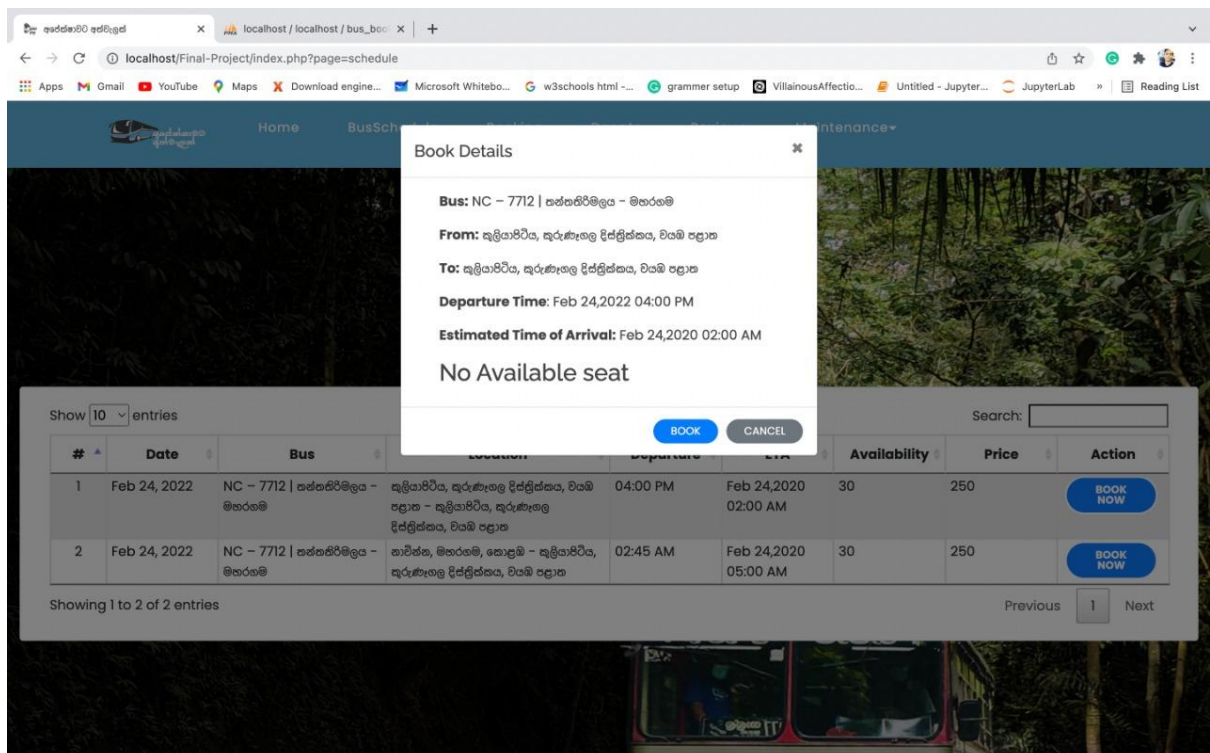 අපේක්ෂාවට අත්වැලක්
localhost / localhost / bus_boo
localhost/Final-Project/index.php?page=schedule
Apps
Gmail
YouTube
Maps
Download engine...
Microsoft Whitebo...
w3schools html -...
grammer setup
VillainousAffectio...
Untitled - Jupyter...
JupyterLab
»
Reading List
Home
Book Details
Bus: NC – 7712 | තන්තිරිමලය – මහරගම
From: කුලියාපිටිය, කුරුණෑගල දිස්ත්‍රික්කය, වයඹ පළාත
To: කුලියාපිටිය, කුරුණෑගල දිස්ත්‍රික්කය, වයඹ පළාත
Departure Time: Feb 24,2022 04:00 PM
Estimated Time of Arrival: Feb 24,2020 02:00 AM
No Available seat
BOOK CANCEL
Show 10 entries
Search:
# Date Bus Location Departure ETA Availability Price Action
1 Feb 24, 2022 NC – 7712 | තන්තිරිමලය – මහරගම කුලියාපිටිය, කුරුණෑගල දිස්ත්‍රික්කය, වයඹ පළාත – කුලියාපිටිය, කුරුණෑගල දිස්ත්‍රික්කය, වයඹ පළාත 04:00 PM Feb 24,2020 02:00 AM 30 250 BOOK NOW
2 Feb 24, 2022 NC – 7712 | තන්තිරිමලය – මහරගම නාවින්න, මහරගම, කොළඹ – කුලියාපිටිය, කුරුණෑගල දිස්ත්‍රික්කය, වයඹ පළාත 02:45 AM Feb 24,2020 05:00 AM 30 250 BOOK NOW
Showing 1 to 2 of 2 entries
Previous 1 Next